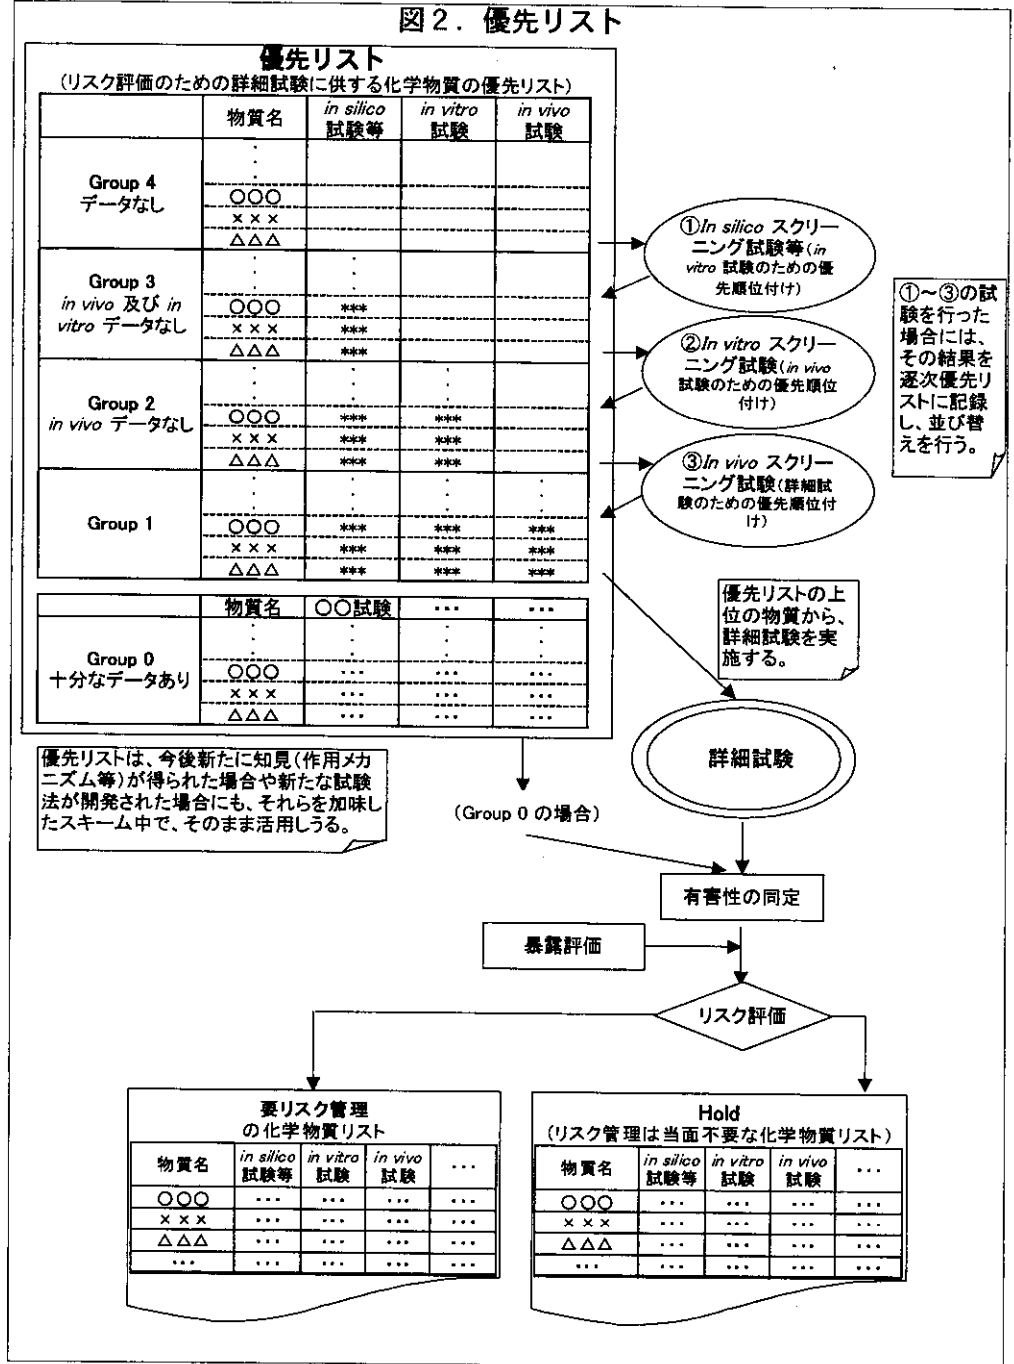 図2．優先リスト
優先リスト
(リスク評価のための詳細試験に供する化学物質の優先リスト)
物質名 in silico 試験等 in vitro 試験 in vivo 試験
Group 4
データなし
○○○
×××
△△△
Group 3
in vivo 及び in
vitro データなし
○○○ ***
××× ***
△△△ ***
Group 2
in vivo データなし
○○○ *** ***
××× *** ***
△△△ *** ***
Group 1
○○○ *** *** ***
××× *** *** ***
△△△ *** *** ***
物質名 ○○試験 ・・・ ・・・
Group 0
十分なデータあり
○○○ ・・・ ・・・ ・・・
××× ・・・ ・・・ ・・・
△△△ ・・・ ・・・ ・・・
①In silico スクリー
ニング試験等(in
vitro 試験のための優
先順位付け)
②In vitro スクリー
ニング試験(in vivo
試験のための優先順位
付け)
③In vivo スクリー
ニング試験(詳細試
験のための優先順位付
け)
①～③の試
験を行った
場合には、
その結果を
逐次優先リ
ストに記録
し、並び替
えを行う。
優先リストの上
位の物質から、
詳細試験を実
施する。
優先リストは、今後新たに知見(作用メカ
ニズム等)が得られた場合や新たな試験
法が開発された場合にも、それらを加味し
たスキーム中で、そのまま活用しうる。
(Group 0 の場合)
詳細試験
有害性の同定
暴露評価
リスク評価
要リスク管理
の化学物質リスト
物質名 in silico 試験等 in vitro 試験 in vivo 試験 ・・・
○○○ ・・・ ・・・ ・・・ ・・・
××× ・・・ ・・・ ・・・ ・・・
△△△ ・・・ ・・・ ・・・ ・・・
・・・ ・・・ ・・・ ・・・ ・・・
Hold
(リスク管理は当面不要な化学物質リスト)
物質名 in silico 試験等 in vitro 試験 in vivo 試験 ・・・
○○○ ・・・ ・・・ ・・・ ・・・
××× ・・・ ・・・ ・・・ ・・・
△△△ ・・・ ・・・ ・・・ ・・・
・・・ ・・・ ・・・ ・・・ ・・・